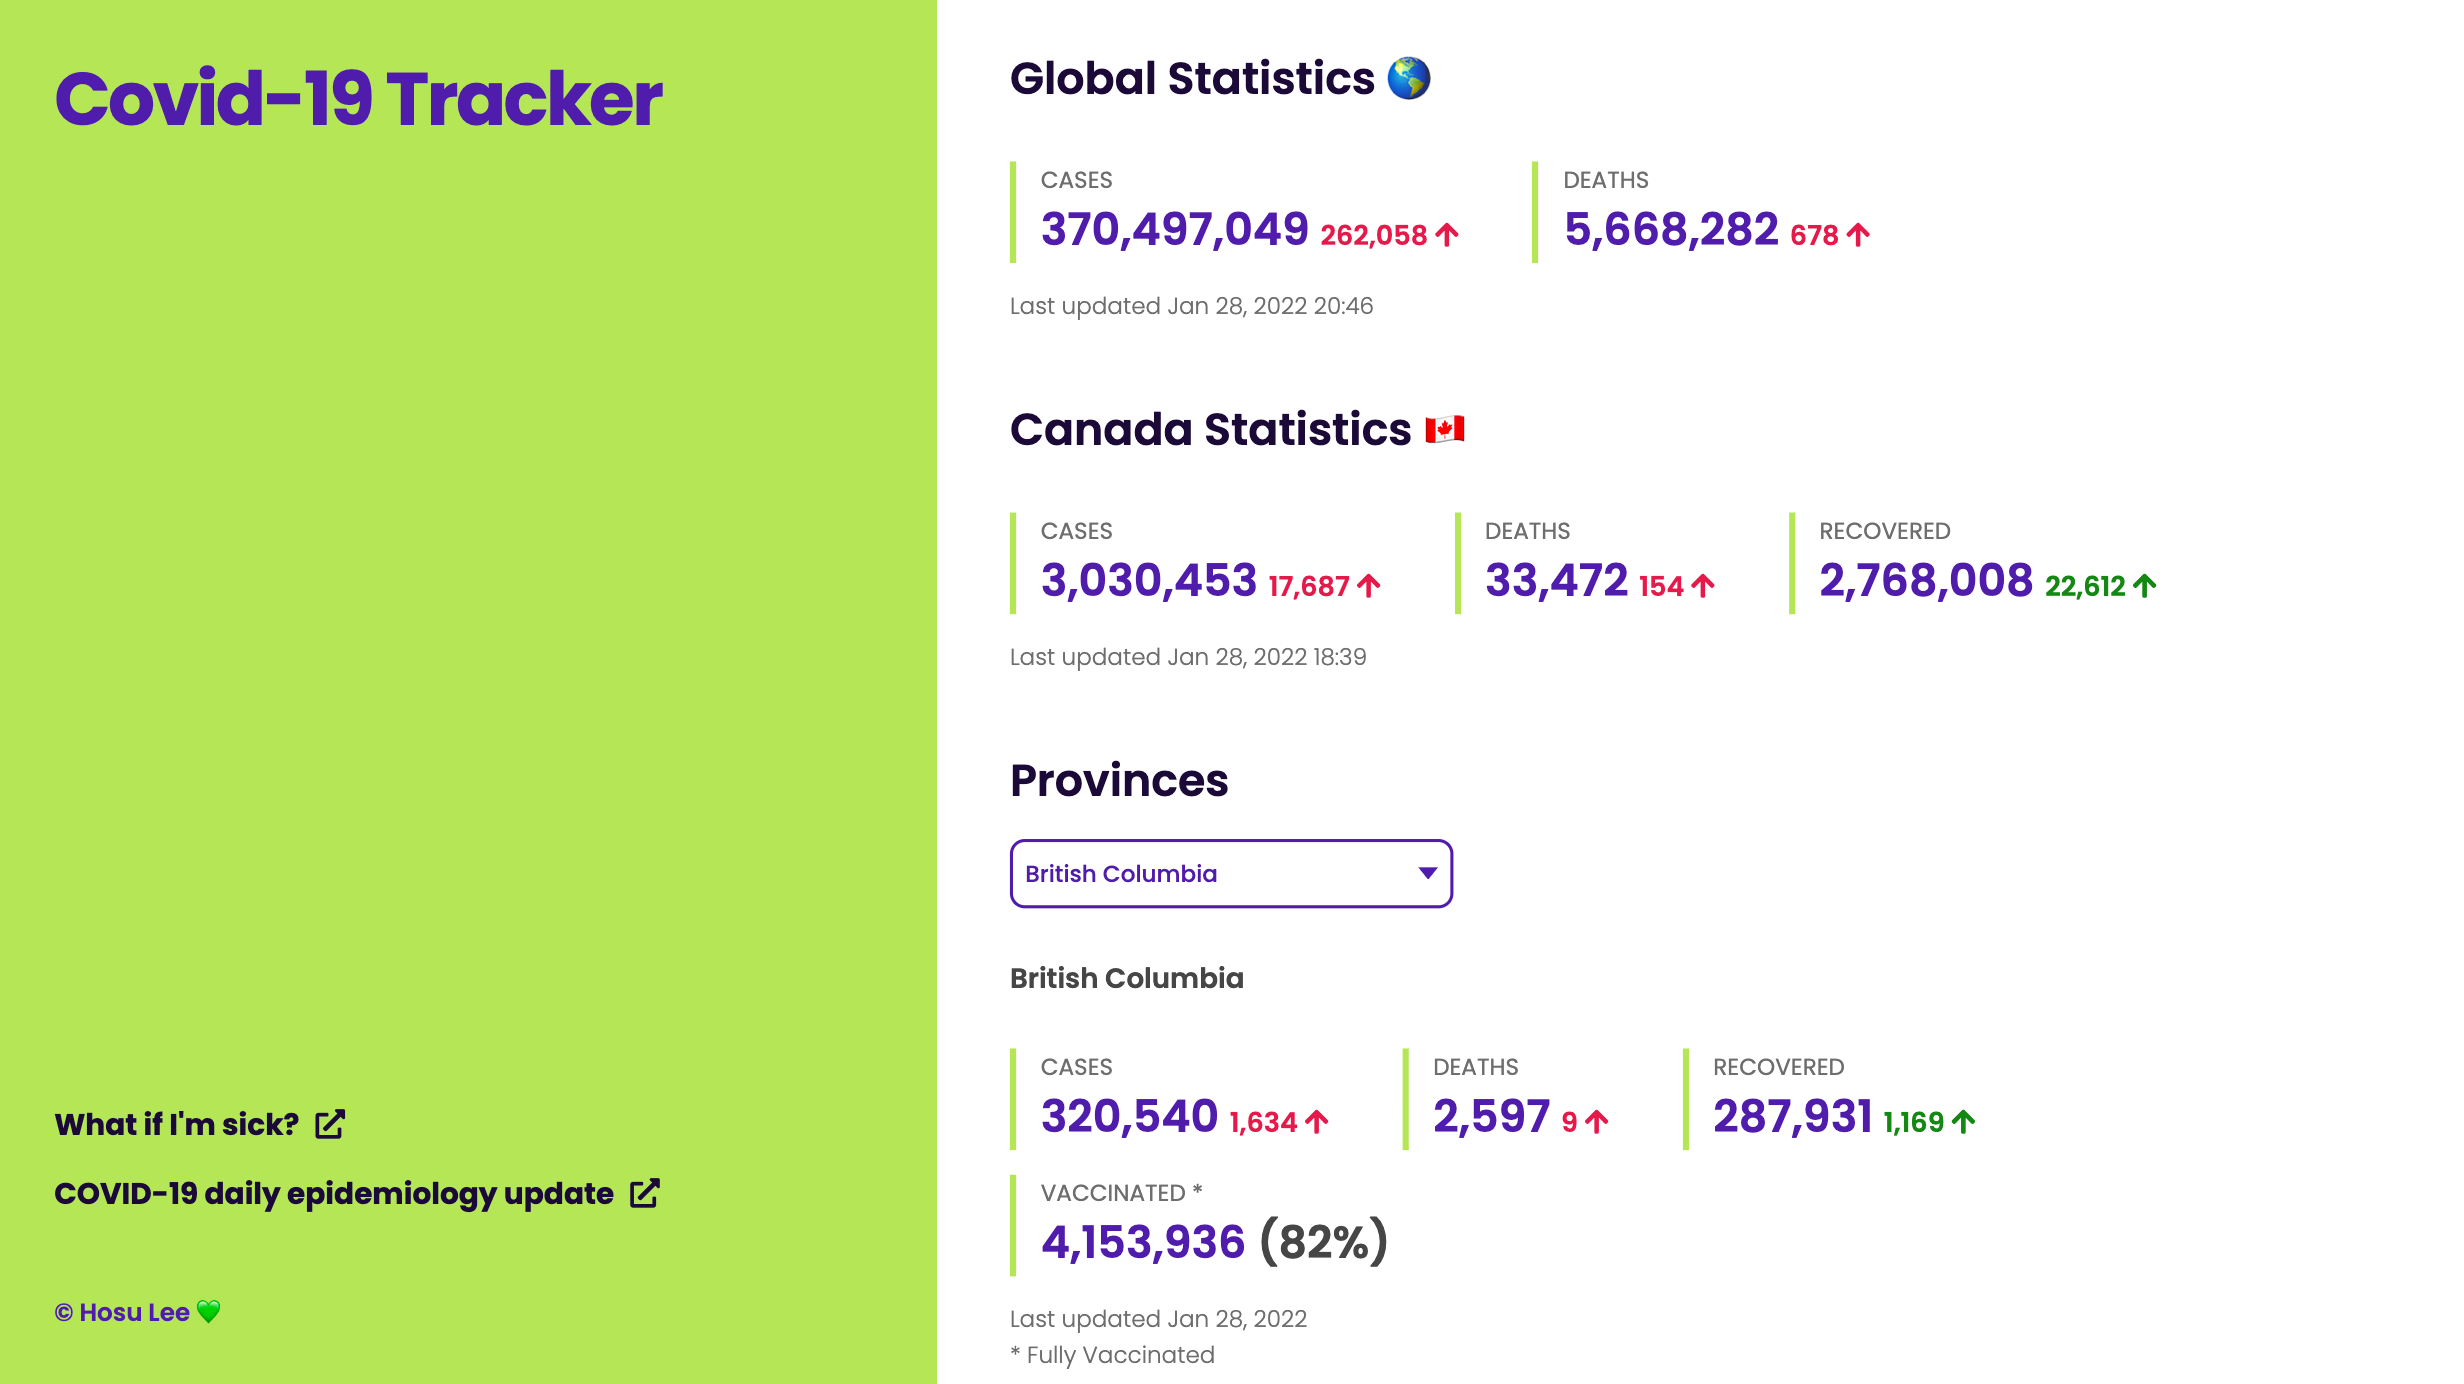 Covid-19 Tracker
What if I'm sick?
COVID-19 daily epidemiology update
© Hosu Lee 💚
Global Statistics 🌎
CASES
370,497,049 262,058 ↑
DEATHS
5,668,282 678 ↑
Last updated Jan 28, 2022 20:46
Canada Statistics 🇨🇦
CASES
3,030,453 17,687 ↑
DEATHS
33,472 154 ↑
RECOVERED
2,768,008 22,612 ↑
Last updated Jan 28, 2022 18:39
Provinces
British Columbia
British Columbia
CASES
320,540 1,634 ↑
DEATHS
2,597 9 ↑
RECOVERED
287,931 1,169 ↑
VACCINATED *
4,153,936 (82%)
Last updated Jan 28, 2022
* Fully Vaccinated